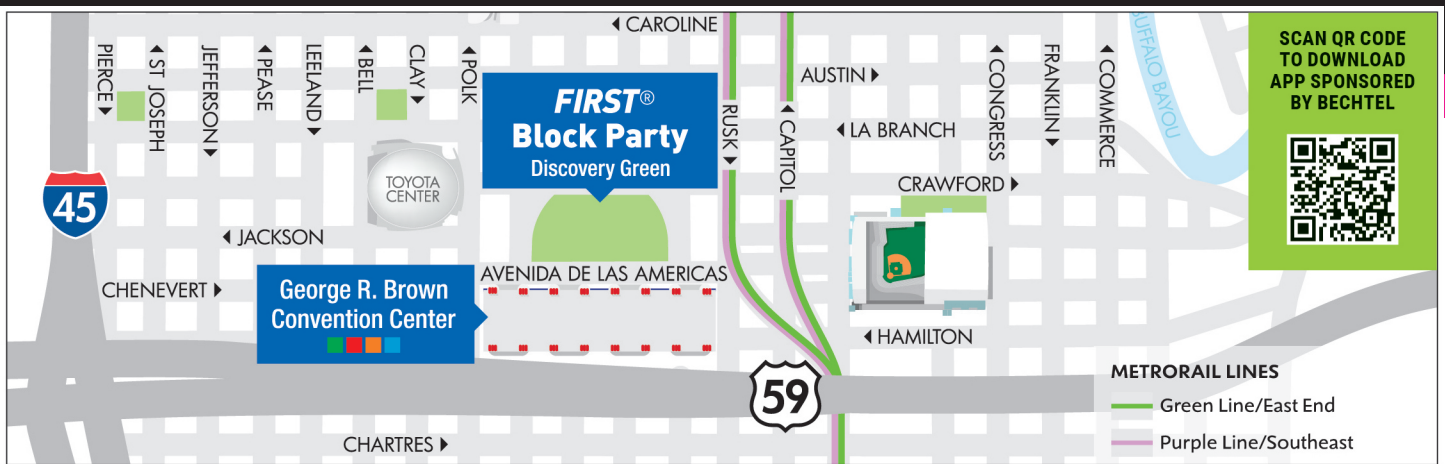 CAROLINE
PIERCE
ST JOSEPH
JEFFERSON
PEASE
LEELAND
BELL
CLAY
POLK
FIRST®
Block Party
Discovery Green
RUSK
CAPITOL
AUSTIN
LA BRANCH
CRAWFORD
CONGRESS
FRANKLIN
COMMERCE
BUFFALO BAYOU
SCAN QR CODE
TO DOWNLOAD
APP SPONSORED
BY BECHTEL
45
TOYOTA
CENTER
JACKSON
CHENEVERT
George R. Brown
Convention Center
AVENIDA DE LAS AMERICAS
HAMILTON
59
CHARTRES
METRORAIL LINES
Green Line/East End
Purple Line/Southeast